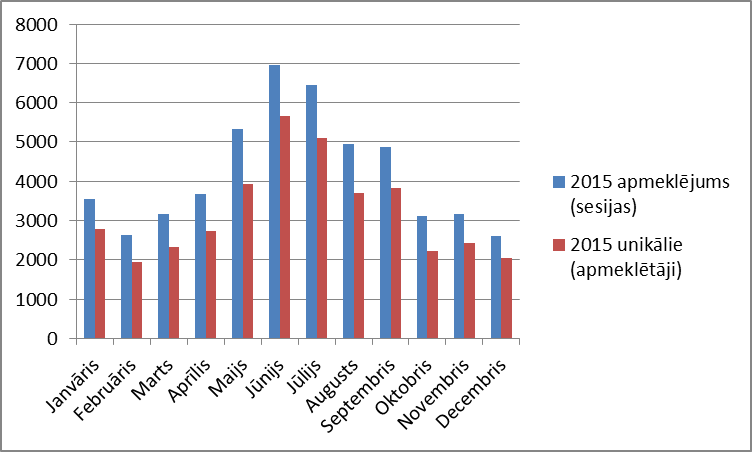 8000
7000
6000
5000
4000
3000
2000
1000
0
Janvāris
Februāris
Marts
Aprīlis
Maijs
Jūnijs
Jūlijs
Augusts
Septembris
Oktobris
Novembris
Decembris
2015 apmeklējums
(sesijas)
2015 unikālie
(apmeklētāji)